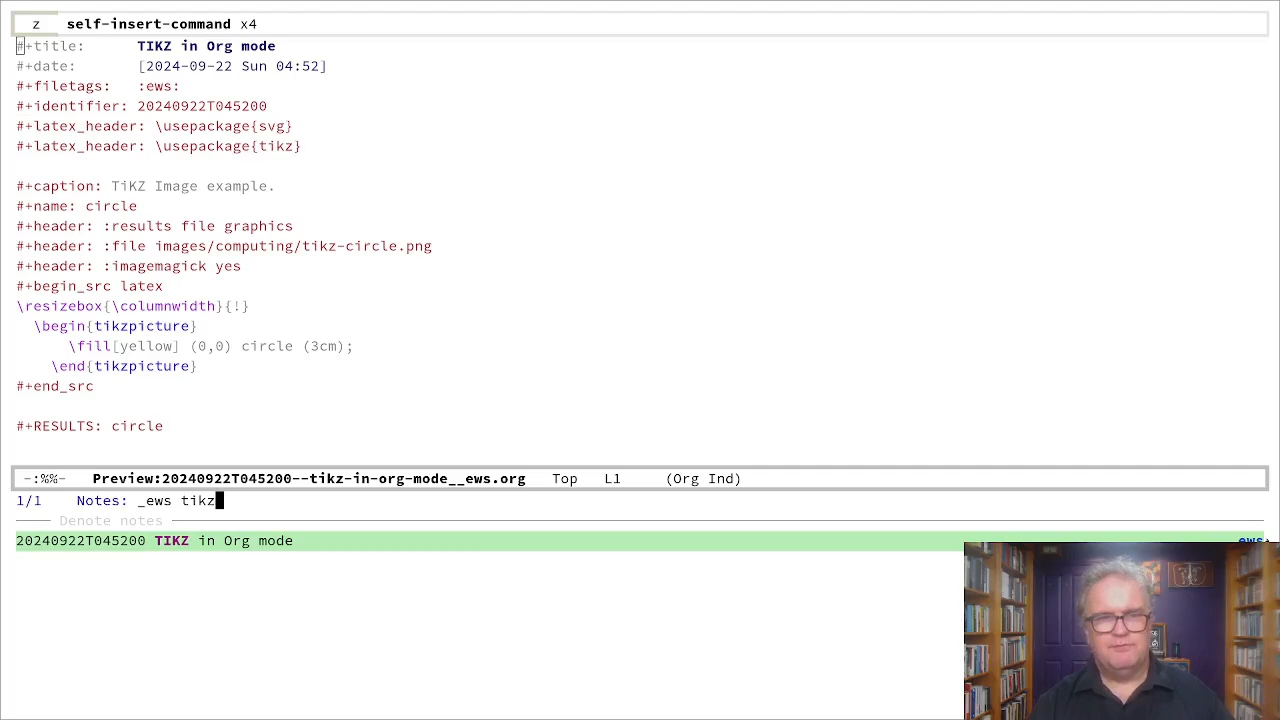 z self-insert-command x4
#+title: TIKZ in Org mode
#+date: [2024-09-22 Sun 04:52]
#+filetags: :ews:
#+identifier: 20240922T045200
#+latex_header: \usepackage{svg}
#+latex_header: \usepackage{tikz}
#+caption: TiKZ Image example.
#+name: circle
#+header: :results file graphics
#+header: :file images/computing/tikz-circle.png
#+header: :imagemagick yes
#+begin_src latex
\resizebox{\columnwidth}{!}
\begin{tikzpicture}
\fill[yellow] (0,0) circle (3cm);
\end{tikzpicture}
#+end_src
#+RESULTS: circle
-:%%- Preview:20240922T045200--tikz-in-org-mode__ews.org Top L1 (Org Ind)
1/1 Notes: _ews tikz
Denote notes
20240922T045200 TIKZ in Org mode ews